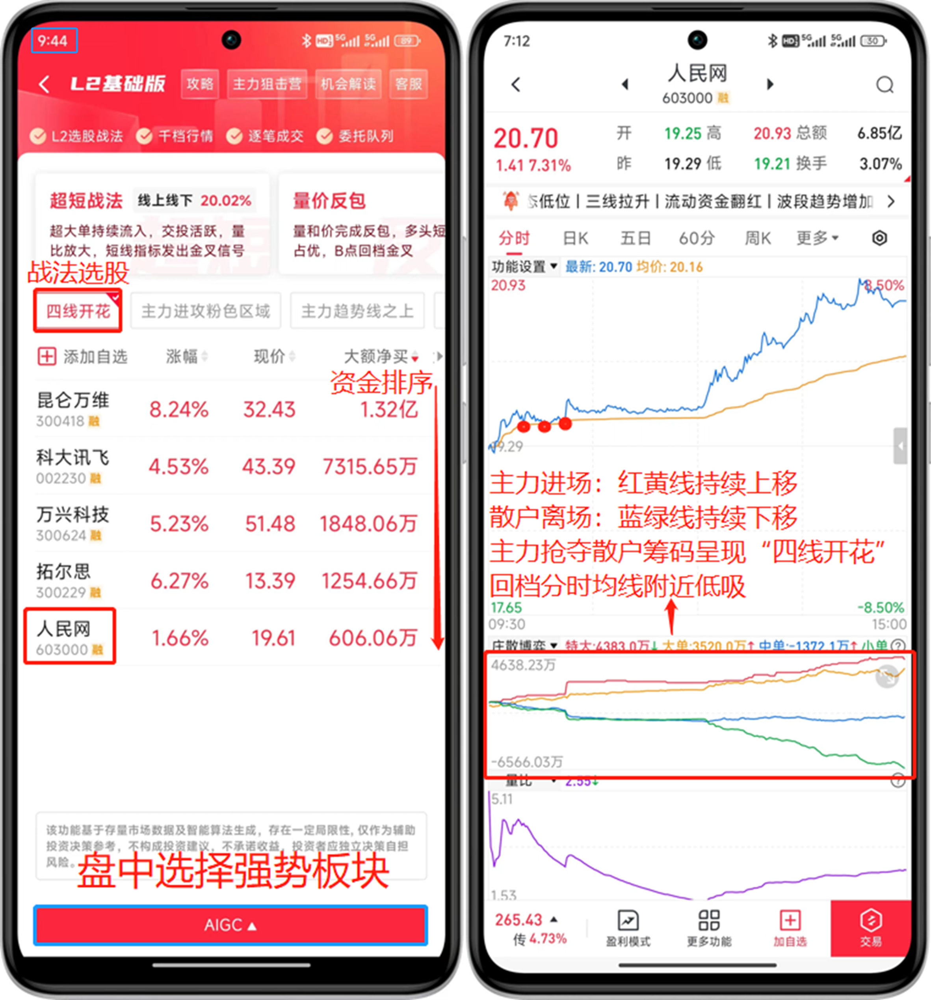 9:44
HD 5G 5G 89
L2基础版 攻略 主力狙击营 机会解读 客服
L2选股战法 千档行情 逐笔成交 委托队列
超短战法 线上线下 20.02%
超大单持续流入，交投活跃，量
比放大，短线指标发出金叉信号
量价反包
量和价完成反包，多头短
占优，B点回档金叉
战法选股
四线开花 主力进攻粉色区域 主力趋势线之上
添加自选 涨幅 现价 大额净买
资金排序
昆仑万维 8.24% 32.43 1.32亿
300418 融
科大讯飞 4.53% 43.39 7315.65万
002230 融
万兴科技 5.23% 51.48 1848.06万
300624 融
拓尔思 6.27% 13.39 1254.66万
300229 融
人民网 1.66% 19.61 606.06万
603000 融
该功能基于存量市场数据及智能算法生成，存在一定局限性, 仅作为辅助
投资决策参考，不构成投资建议，不承诺收益，投资者应独立决策自担
风险。
盘中选择强势板块
AIGC▲
7:12
HD 5G 5G 30
人民网
603000 融
20.70 开 19.25 高 20.93 总额 6.85亿
1.41 7.31% 昨 19.29 低 19.21 换手 3.07%
态低位 | 三线拉升 | 流动资金翻红 | 波段趋势增加
分时 日K 五日 60分 周K 更多
功能设置▼ 最新: 20.70 均价: 20.16
20.93 8.50%
19.29
主力进场：红黄线持续上移
散户离场：蓝绿线持续下移
主力抢夺散户筹码呈现“四线开花”
回档分时均线附近低吸
17.65 -8.50%
09:30 15:00
庄散博弈▼ 特大:4383.0万↓ 大单:3520.0万↑ 中单:-1372.1万↑ 小单 ?
4638.23万
-6566.03万
量比▼ 2.55↓ ?
5.11
1.53
265.43▲
传 4.73%
盈利模式 更多功能 加自选 交易